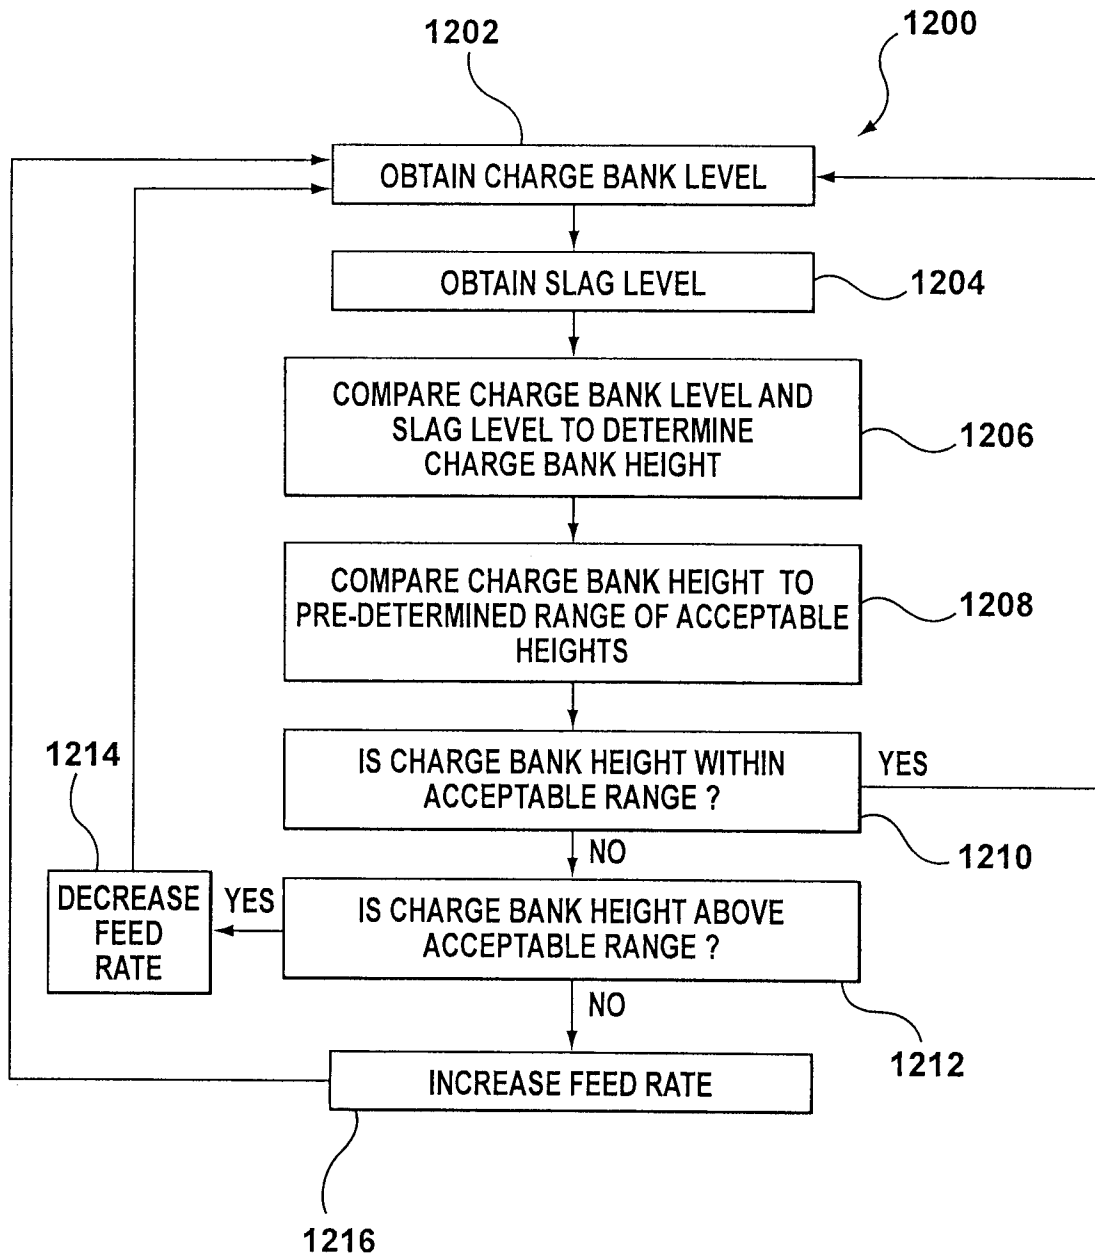 1202
1200
OBTAIN CHARGE BANK LEVEL
OBTAIN SLAG LEVEL
1204
COMPARE CHARGE BANK LEVEL AND
SLAG LEVEL TO DETERMINE
CHARGE BANK HEIGHT
1206
COMPARE CHARGE BANK HEIGHT TO
PRE-DETERMINED RANGE OF ACCEPTABLE
HEIGHTS
1208
IS CHARGE BANK HEIGHT WITHIN
ACCEPTABLE RANGE ?
YES
1210
NO
1214
DECREASE
FEED
RATE
YES
IS CHARGE BANK HEIGHT ABOVE
ACCEPTABLE RANGE ?
1212
NO
INCREASE FEED RATE
1216